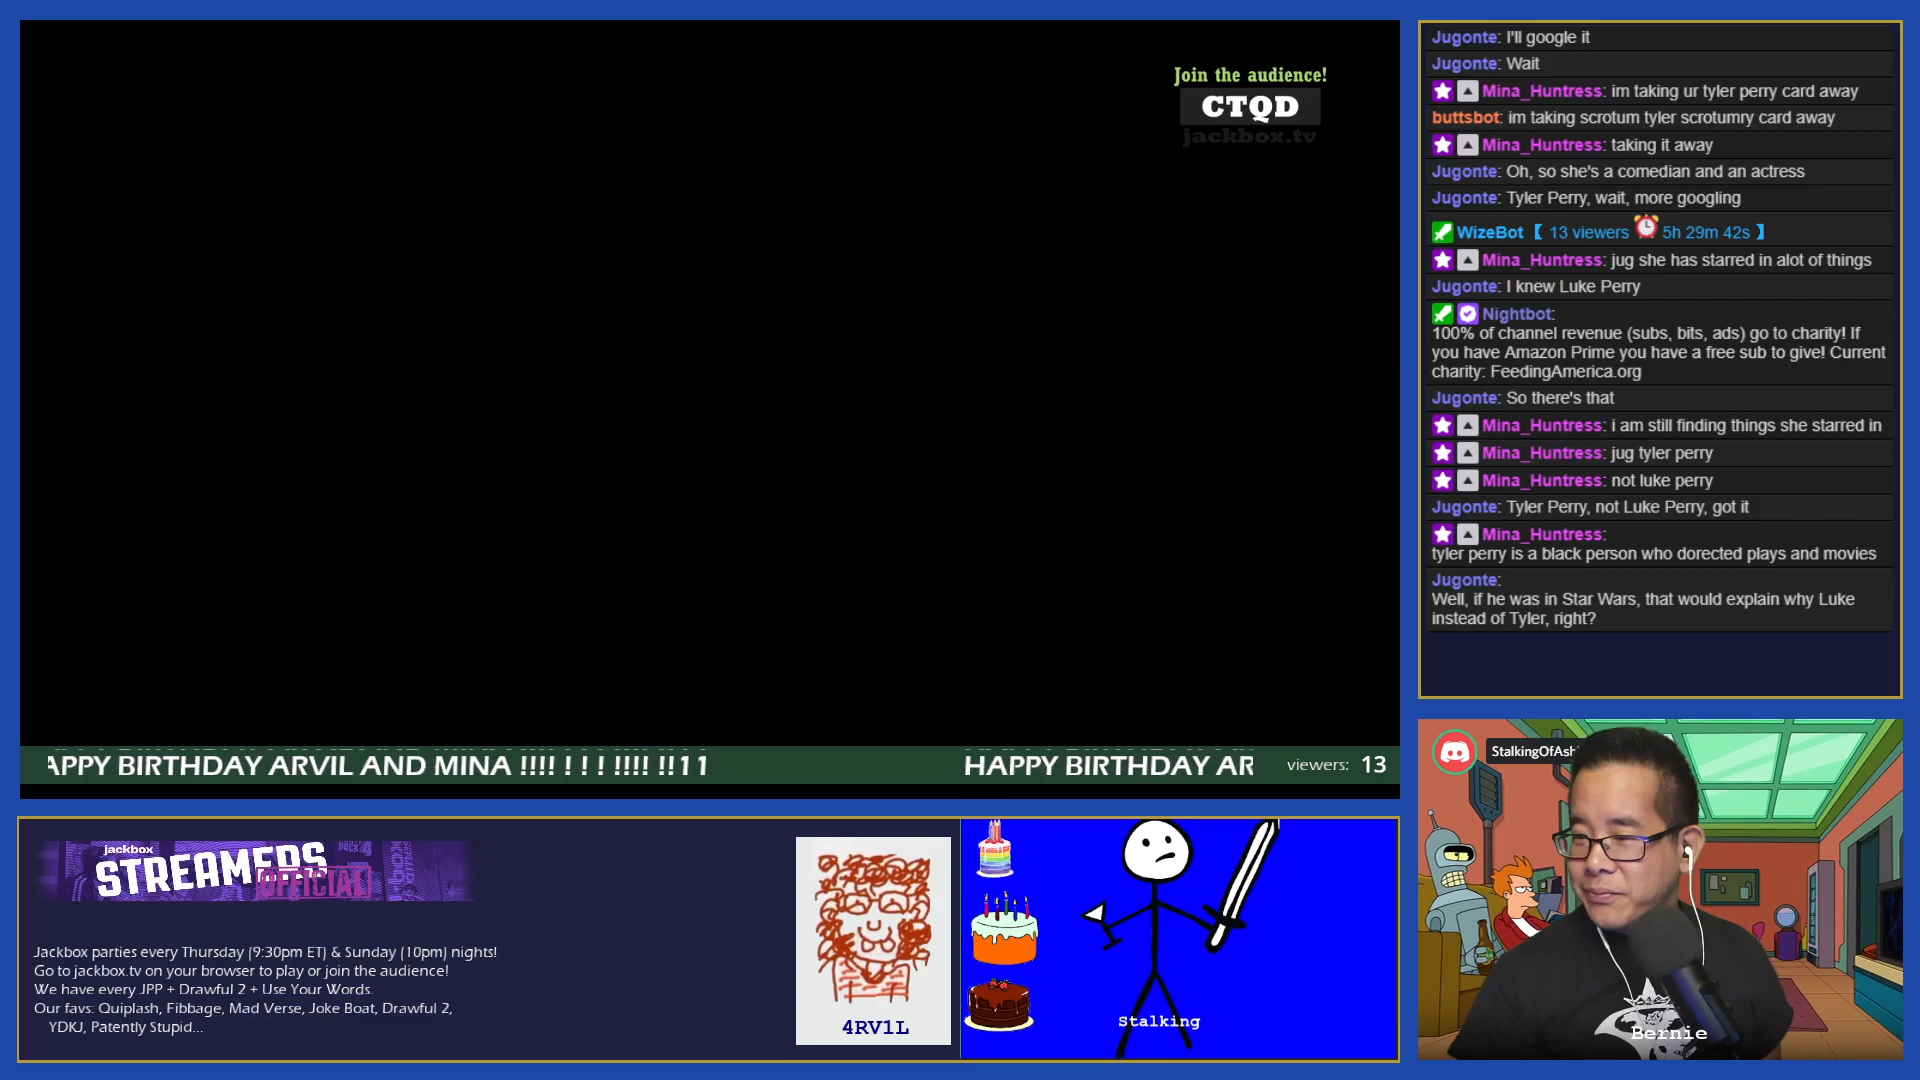 Join the audience!
CTQD
jackbox.tv
APPY BIRTHDAY ARVIL AND MINA !!!! ! ! ! !!!! !!11
HAPPY BIRTHDAY AR
viewers: 13
Jugonte: I'll google it
Jugonte: Wait
Mina_Huntress: im taking ur tyler perry card away
buttsbot: im taking scrotum tyler scrotumry card away
Mina_Huntress: taking it away
Jugonte: Oh, so she's a comedian and an actress
Jugonte: Tyler Perry, wait, more googling
WizeBot 【 13 viewers ⏰ 5h 29m 42s 】
Mina_Huntress: jug she has starred in alot of things
Jugonte: I knew Luke Perry
Nightbot:
100% of channel revenue (subs, bits, ads) go to charity! If
you have Amazon Prime you have a free sub to give! Current
charity: FeedingAmerica.org
Jugonte: So there's that
Mina_Huntress: i am still finding things she starred in
Mina_Huntress: jug tyler perry
Mina_Huntress: not luke perry
Jugonte: Tyler Perry, not Luke Perry, got it
Mina_Huntress:
tyler perry is a black person who dorected plays and movies
Jugonte:
Well, if he was in Star Wars, that would explain why Luke
instead of Tyler, right?
jackbox
STREAMERS
OFFICIAL
Jackbox parties every Thursday (9:30pm ET) & Sunday (10pm) nights!
Go to jackbox.tv on your browser to play or join the audience!
We have every JPP + Drawful 2 + Use Your Words.
Our favs: Quiplash, Fibbage, Mad Verse, Joke Boat, Drawful 2,
YDKJ, Patently Stupid...
4RV1L
Stalking
StalkingOfAsh
Bernie